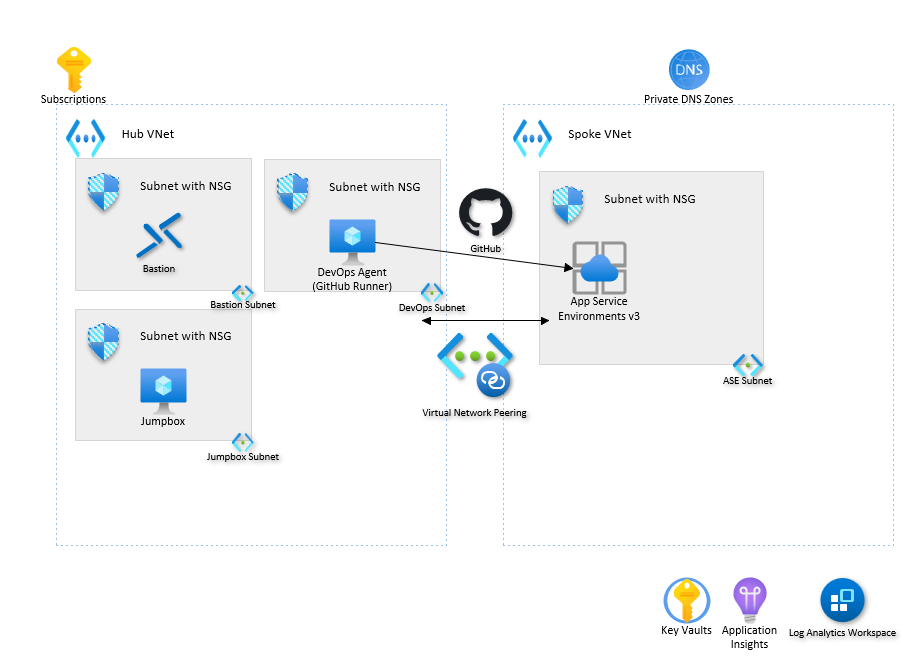 Subscriptions
DNS
Private DNS Zones
Hub VNet
Spoke VNet
Subnet with NSG
Bastion
Bastion Subnet
Subnet with NSG
DevOps Agent
(GitHub Runner)
DevOps Subnet
GitHub
Subnet with NSG
App Service
Environments v3
ASE Subnet
Subnet with NSG
Jumpbox
Jumpbox Subnet
Virtual Network Peering
Key Vaults
Application
Insights
Log Analytics Workspace